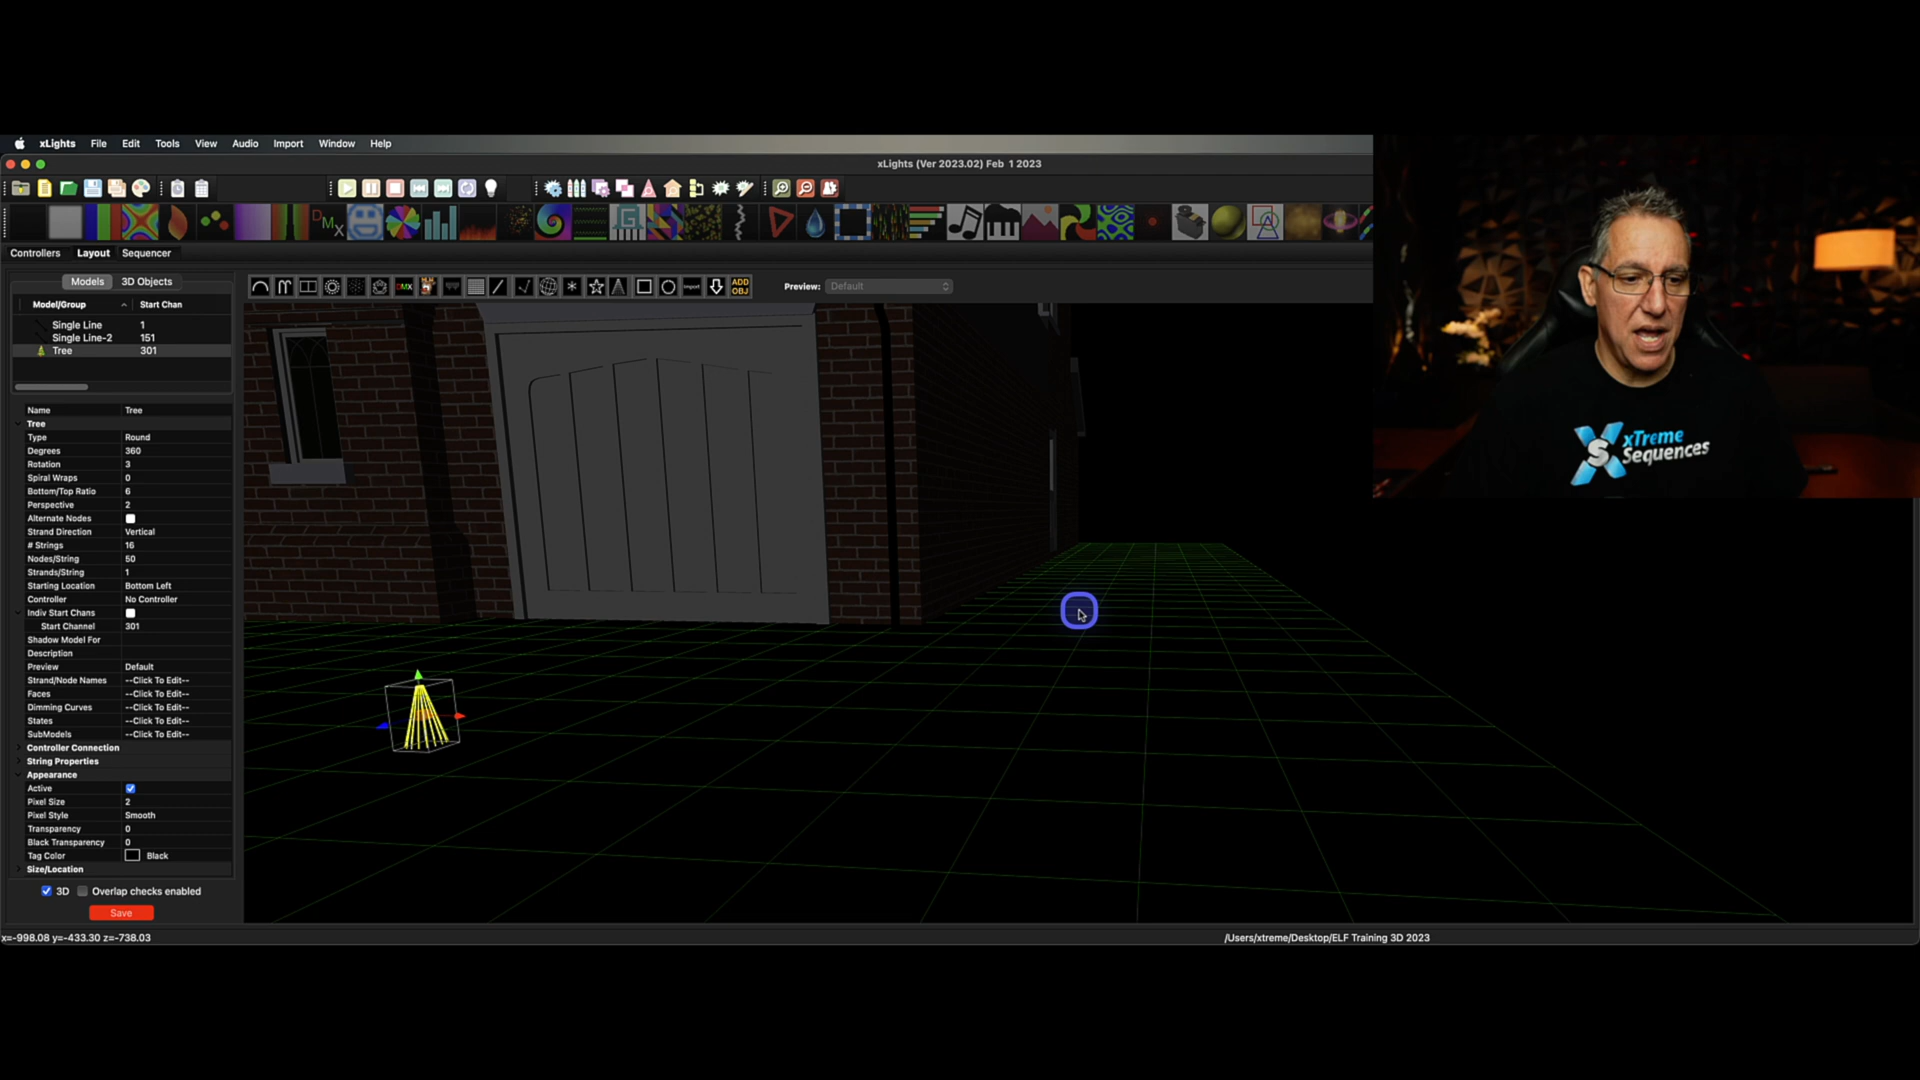 xLights File Edit Tools View Audio Import Window Help
xLights (Ver 2023.02) Feb 1 2023
DMX
Controllers Layout Sequencer
Models 3D Objects
DMX
Import
ADD OBJ
Preview: Default
Model/Group Start Chan
Single Line 1
Single Line-2 151
Tree 301
Name Tree
Tree
Type Round
Degrees 360
Rotation 3
Spiral Wraps 0
Bottom/Top Ratio 6
Perspective 2
Alternate Nodes
Strand Direction Vertical
# Strings 16
Nodes/String 50
Strands/String 1
Starting Location Bottom Left
Controller No Controller
Indiv Start Chans
Start Channel 301
Shadow Model For
Description
Preview Default
Strand/Node Names --Click To Edit--
Faces --Click To Edit--
Dimming Curves --Click To Edit--
States --Click To Edit--
SubModels --Click To Edit--
Controller Connection
String Properties
Appearance
Active
Pixel Size 2
Pixel Style Smooth
Transparency 0
Black Transparency 0
Tag Color Black
Size/Location
3D Overlap checks enabled
Save
x=-998.08 y=-433.30 z=-738.03
/Users/xtreme/Desktop/ELF Training 3D 2023
XS xTreme
Sequences